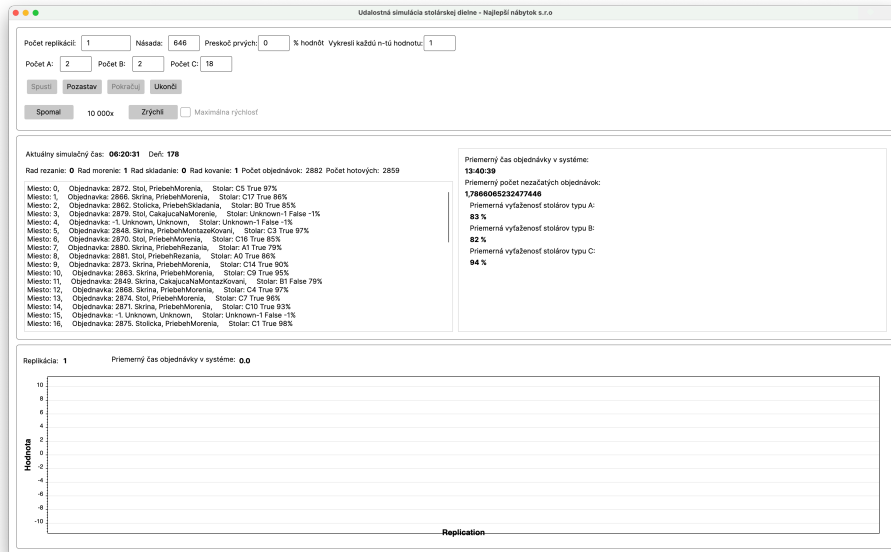 Udalostná simulácia stolárskej dielne - Najlepší nábytok s.r.o
Počet replikácií: 1 Násada: 646 Preskoč prvých: 0 % hodnôt Vykresli každú n-tú hodnotu: 1
Počet A: 2 Počet B: 2 Počet C: 18
Spusti Pozastav Pokračuj Ukonči
Spomal 10 000x Zrýchli Maximálna rýchlosť
Aktuálny simulačný čas: 06:20:31 Deň: 178
Rad rezanie: 0 Rad morenie: 1 Rad skladanie: 0 Rad kovanie: 1 Počet objednávok: 2882 Počet hotových: 2859
Miesto: 0, Objednavka: 2872. Stol, PriebehMorenia, Stolar: C5 True 97%
Miesto: 1, Objednavka: 2866. Skrina, PriebehMorenia, Stolar: C17 True 86%
Miesto: 2, Objednavka: 2862. Stolicka, PriebehSkladania, Stolar: B0 True 85%
Miesto: 3, Objednavka: 2879. Stol, CakajucaNaMorenie, Stolar: Unknown-1 False -1%
Miesto: 4, Objednavka: -1. Unknown, Unknown, Stolar: Unknown-1 False -1%
Miesto: 5, Objednavka: 2848. Skrina, PriebehMontazeKovani, Stolar: C3 True 97%
Miesto: 6, Objednavka: 2870. Stol, PriebehMorenia, Stolar: C16 True 85%
Miesto: 7, Objednavka: 2880. Skrina, PriebehRezania, Stolar: A1 True 79%
Miesto: 8, Objednavka: 2881. Stol, PriebehRezania, Stolar: A0 True 86%
Miesto: 9, Objednavka: 2873. Skrina, PriebehMorenia, Stolar: C14 True 90%
Miesto: 10, Objednavka: 2863. Skrina, PriebehMorenia, Stolar: C9 True 95%
Miesto: 11, Objednavka: 2849. Skrina, CakajucaNaMontazKovani, Stolar: B1 False 79%
Miesto: 12, Objednavka: 2868. Skrina, PriebehMorenia, Stolar: C4 True 97%
Miesto: 13, Objednavka: 2874. Stol, PriebehMorenia, Stolar: C7 True 96%
Miesto: 14, Objednavka: 2871. Skrina, PriebehMorenia, Stolar: C10 True 93%
Miesto: 15, Objednavka: -1. Unknown, Unknown, Stolar: Unknown-1 False -1%
Miesto: 16, Objednavka: 2875. Stolicka, PriebehMorenia, Stolar: C1 True 98%
Priemerný čas objednávky v systéme:
13:40:39
Priemerný počet nezačatých objednávok:
1,7866065232477446
Priemerná vyťaženosť stolárov typu A:
83 %
Priemerná vyťaženosť stolárov typu B:
82 %
Priemerná vyťaženosť stolárov typu C:
94 %
Replikácia: 1 Priemerný čas objednávky v systéme: 0.0
10
8
6
4
2
0
-2
-4
-6
-8
-10
Hodnota
Replication